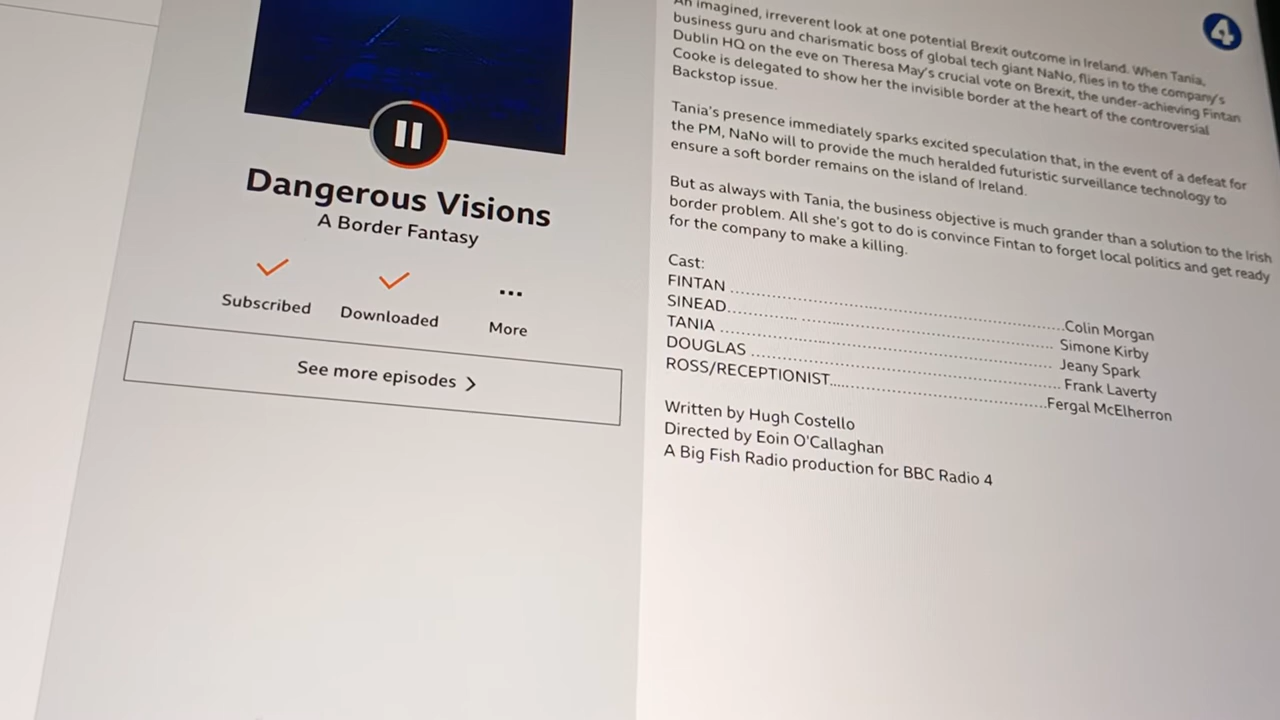 Dangerous Visions
A Border Fantasy
Subscribed
Downloaded
More
See more episodes
4
An imagined, irreverent look at one potential Brexit outcome in Ireland. When Tania,
business guru and charismatic boss of global tech giant NaNo, flies in to the company's
Dublin HQ on the eve on Theresa May's crucial vote on Brexit, the under-achieving Fintan
Cooke is delegated to show her the invisible border at the heart of the controversial
Backstop issue.
Tania's presence immediately sparks excited speculation that, in the event of a defeat for
the PM, NaNo will to provide the much heralded futuristic surveillance technology to
ensure a soft border remains on the island of Ireland.
But as always with Tania, the business objective is much grander than a solution to the Irish
border problem. All she's got to do is convince Fintan to forget local politics and get ready
for the company to make a killing.
Cast:
FINTAN ........................................................................Colin Morgan
SINEAD............... ....................................................... Simone Kirby
TANIA ....................................................................... Jeany Spark
DOUGLAS .................................................................. Frank Laverty
ROSS/RECEPTIONIST..............................................Fergal McElherron
Written by Hugh Costello
Directed by Eoin O'Callaghan
A Big Fish Radio production for BBC Radio 4